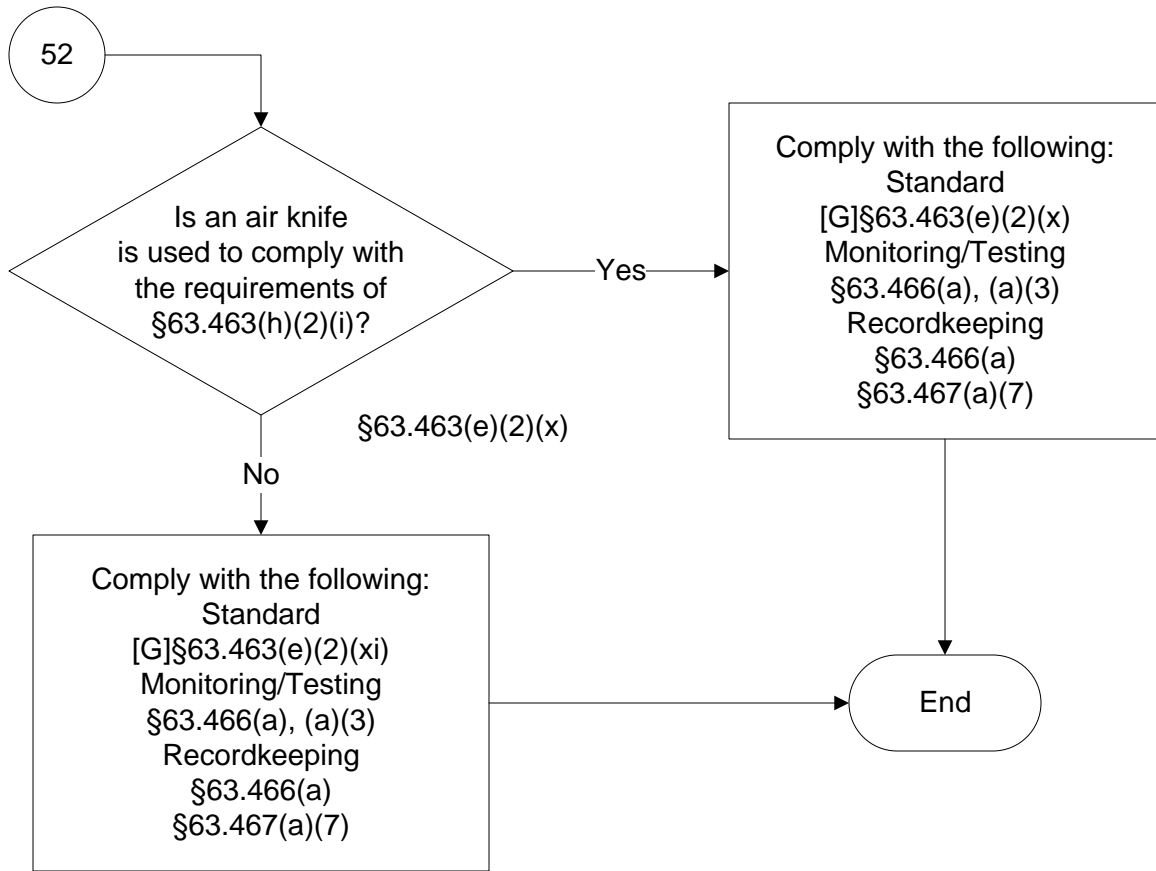 52
Is an air knife
is used to comply with
the requirements of
§63.463(h)(2)(i)?
Yes
Comply with the following:
Standard
[G]§63.463(e)(2)(x)
Monitoring/Testing
§63.466(a), (a)(3)
Recordkeeping
§63.466(a)
§63.467(a)(7)
§63.463(e)(2)(x)
No
Comply with the following:
Standard
[G]§63.463(e)(2)(xi)
Monitoring/Testing
§63.466(a), (a)(3)
Recordkeeping
§63.466(a)
§63.467(a)(7)
End